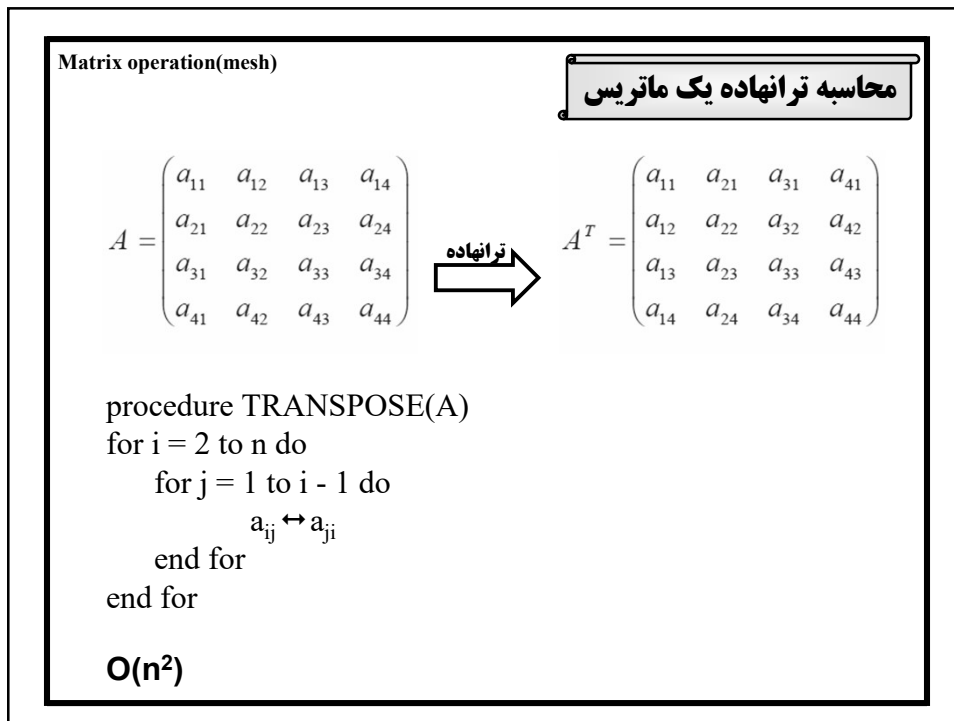 Matrix operation(mesh)
محاسبه ترانهاده یک ماتریس
A = ( a₁₁ a₁₂ a₁₃ a₁₄
a₂₁ a₂₂ a₂₃ a₂₄
a₃₁ a₃₂ a₃₃ a₃₄
a₄₁ a₄₂ a₄₃ a₄₄ )
ترانهاده
Aᵀ = ( a₁₁ a₂₁ a₃₁ a₄₁
a₁₂ a₂₂ a₃₂ a₄₂
a₁₃ a₂₃ a₃₃ a₄₃
a₁₄ a₂₄ a₃₄ a₄₄ )
procedure TRANSPOSE(A)
for i = 2 to n do
for j = 1 to i - 1 do
aᵢⱼ ↔ aⱼᵢ
end for
end for
O(n²)